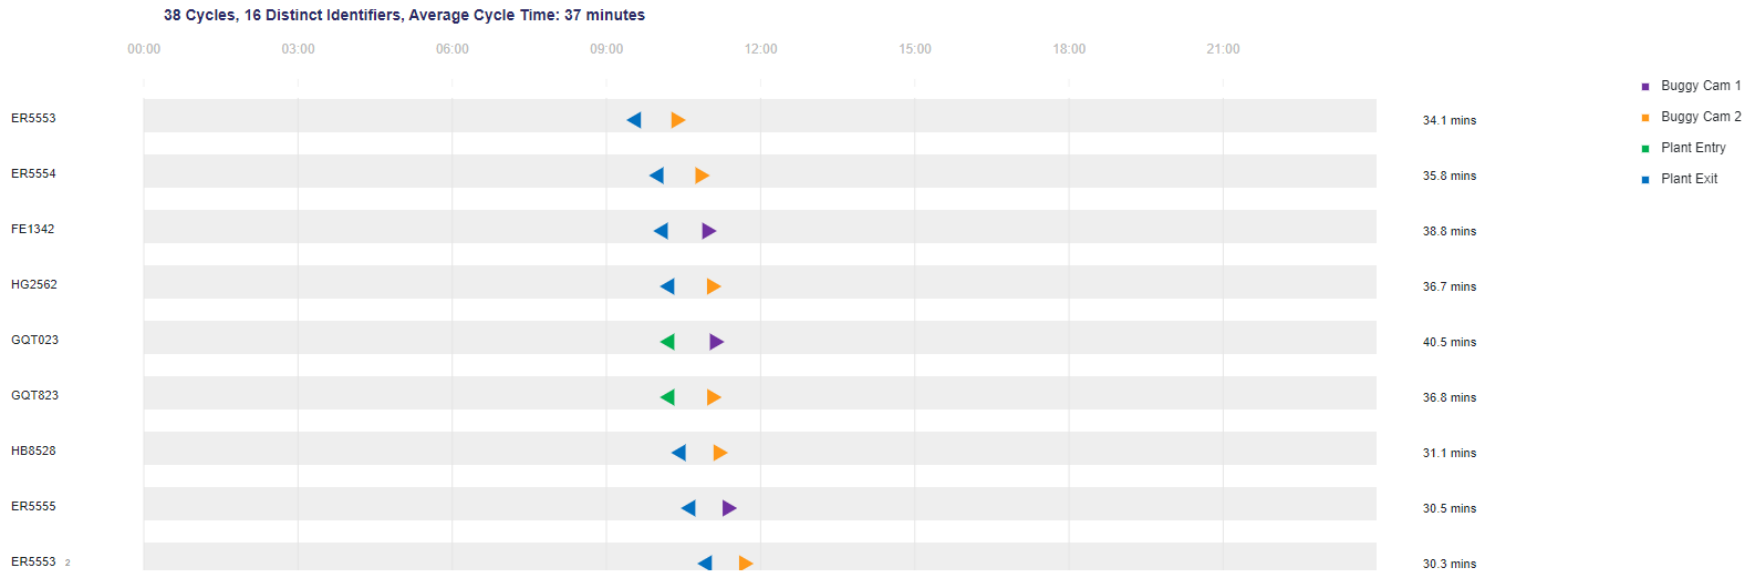 38 Cycles, 16 Distinct Identifiers, Average Cycle Time: 37 minutes
00:00 03:00 06:00 09:00 12:00 15:00 18:00 21:00
Buggy Cam 1
Buggy Cam 2
Plant Entry
Plant Exit
ER5553 34.1 mins
ER5554 35.8 mins
FE1342 38.8 mins
HG2562 36.7 mins
GQT023 40.5 mins
GQT823 36.8 mins
HB8528 31.1 mins
ER5555 30.5 mins
ER5553 2 30.3 mins